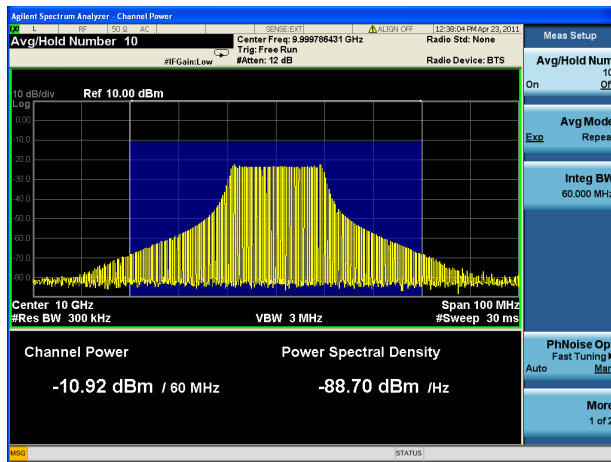 Agilent Spectrum Analyzer - Channel Power
LXI L RF 50 Ω AC SENSE:EXT ALIGN OFF 12:38:04 PM Apr 23, 2011
Avg/Hold Number 10
Center Freq: 9.999786431 GHz Radio Std: None
Trig: Free Run
#IFGain:Low #Atten: 12 dB Radio Device: BTS
10 dB/div Ref 10.00 dBm
Log
0.00
-10.0
-20.0
-30.0
-40.0
-50.0
-60.0
-70.0
-80.0
Center 10 GHz Span 100 MHz
#Res BW 300 kHz VBW 3 MHz #Sweep 30 ms
Channel Power Power Spectral Density
-10.92 dBm / 60 MHz -88.70 dBm /Hz
MSG STATUS
Meas Setup
Avg/Hold Num
10
On Of
Avg Mode
Exp Repea
Integ BW
60.000 MHz
PhNoise Op
Fast Tuning
Auto Man
More
1 of 2